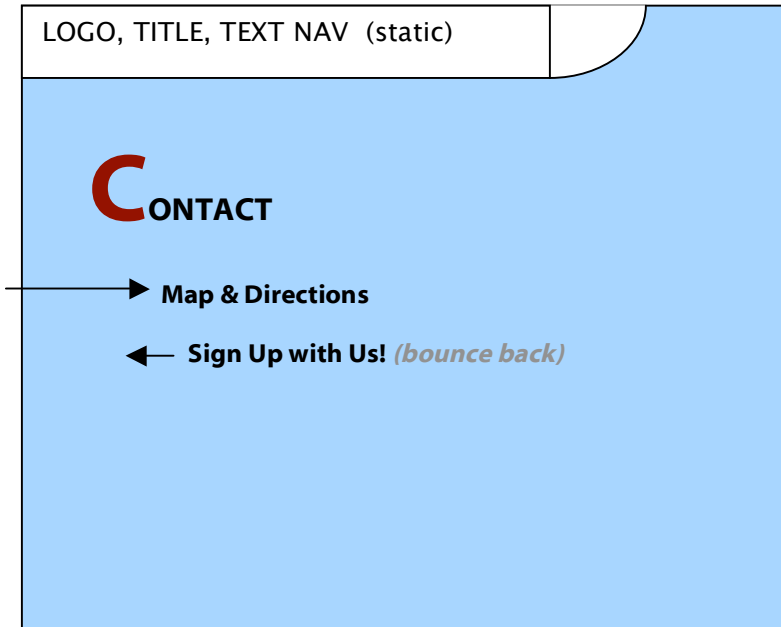 LOGO, TITLE, TEXT NAV (static)
CONTACT
Map & Directions
Sign Up with Us! (bounce back)